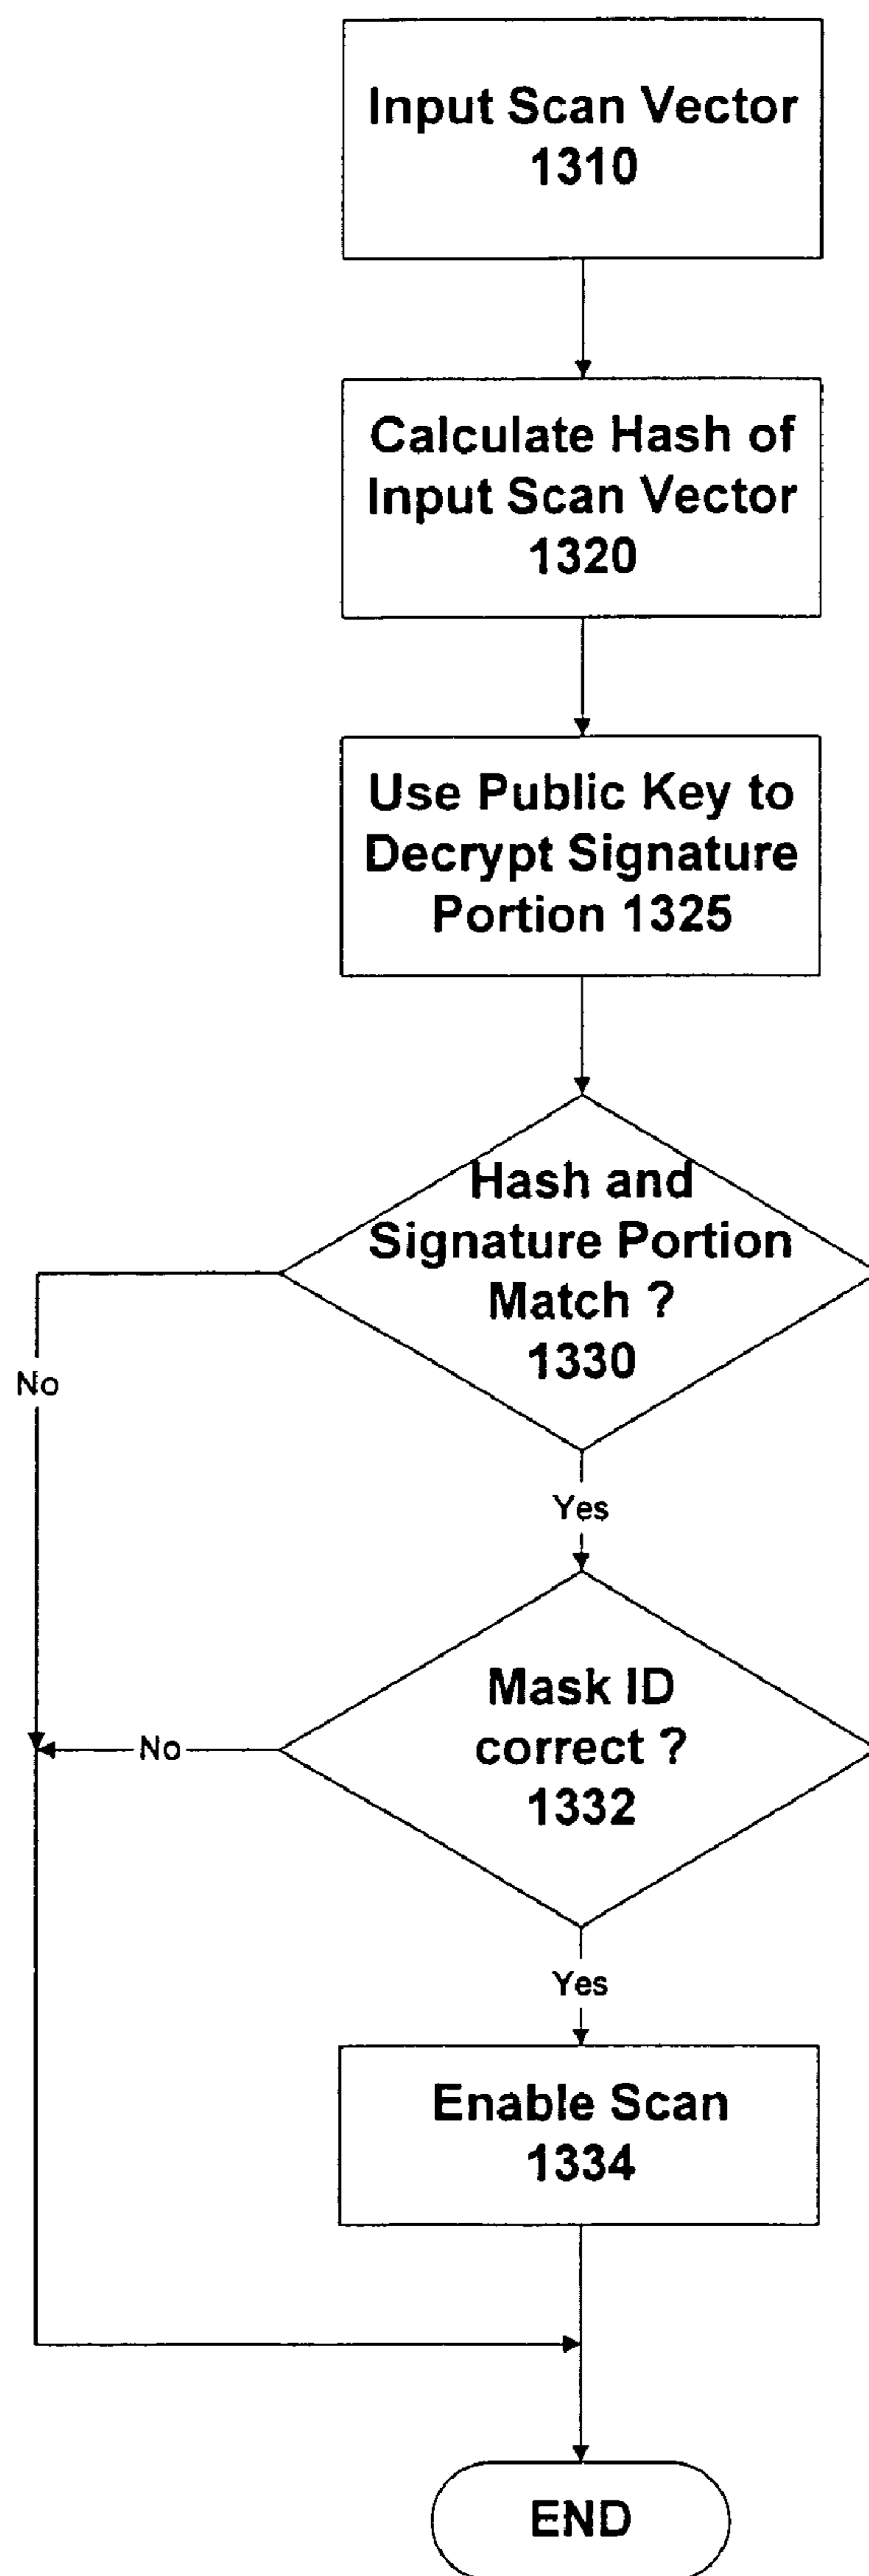 Input Scan Vector
1310
Calculate Hash of
Input Scan Vector
1320
Use Public Key to
Decrypt Signature
Portion 1325
Hash and
Signature Portion
Match ?
1330
No
Yes
Mask ID
correct ?
1332
No
Yes
Enable Scan
1334
END